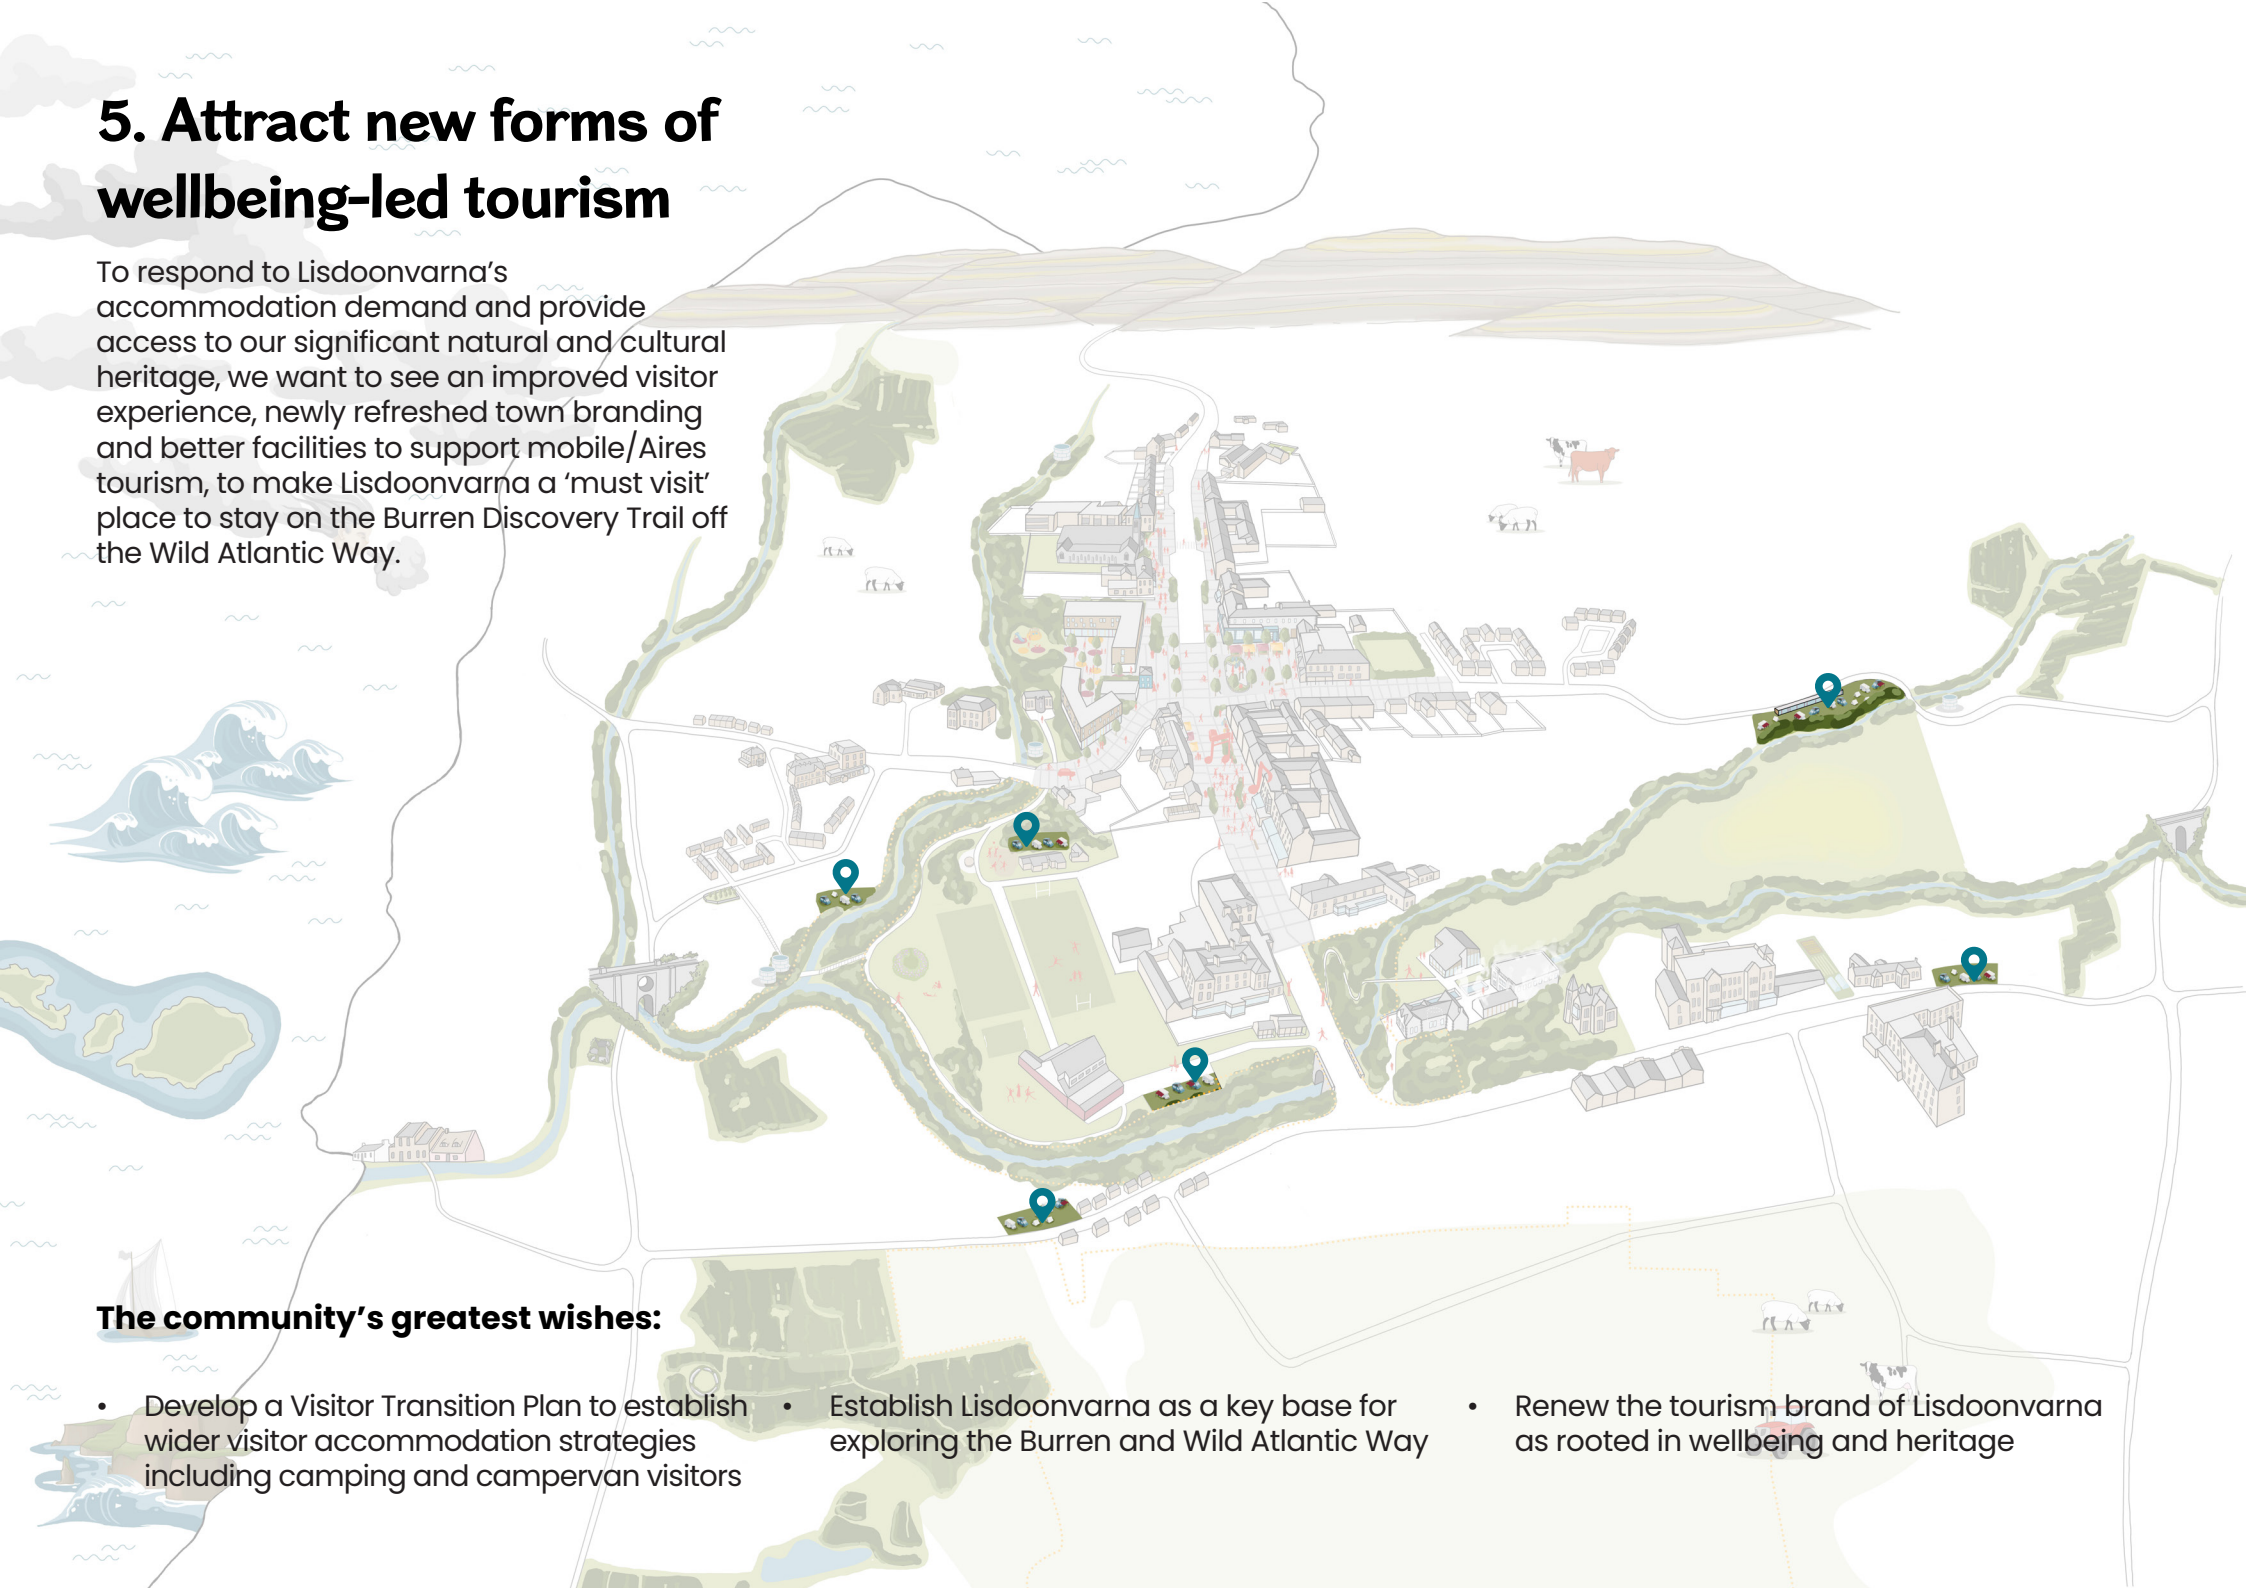 5. Attract new forms of
wellbeing-led tourism
To respond to Lisdoonvarna’s
accommodation demand and provide
access to our significant natural and cultural
heritage, we want to see an improved visitor
experience, newly refreshed town branding
and better facilities to support mobile/Aires
tourism, to make Lisdoonvarna a ‘must visit’
place to stay on the Burren Discovery Trail off
the Wild Atlantic Way.
The community’s greatest wishes:
• Develop a Visitor Transition Plan to establish
wider visitor accommodation strategies
including camping and campervan visitors
• Establish Lisdoonvarna as a key base for
exploring the Burren and Wild Atlantic Way
• Renew the tourism brand of Lisdoonvarna
as rooted in wellbeing and heritage